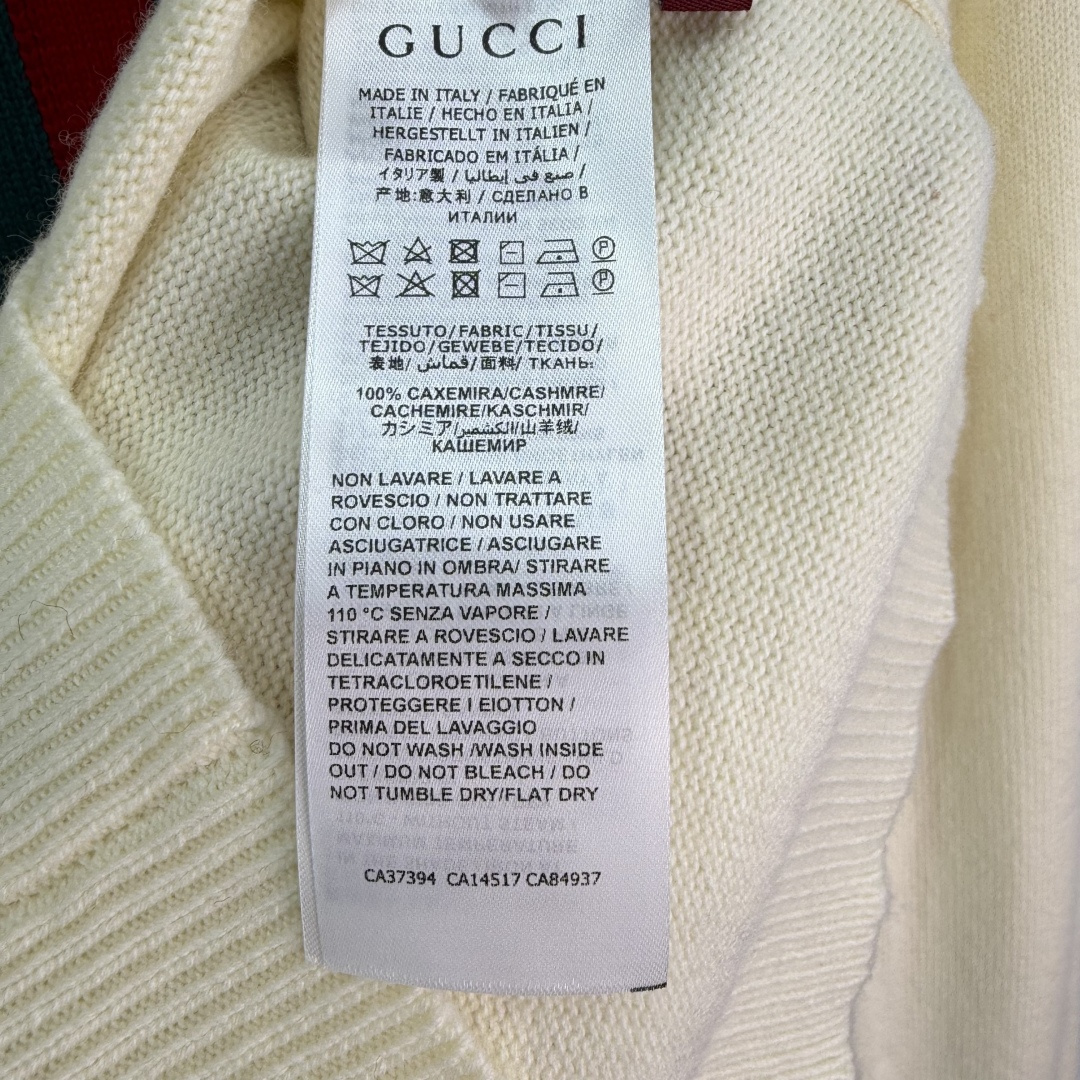 GUCCI
MADE IN ITALY / FABRIQUÉ EN
ITALIE / HECHO EN ITALIA /
HERGESTELLT IN ITALIEN /
FABRICADO EM ITÁLIA /
イタリア製 / صنع في إيطاليا /
产地:意大利 / СДЕЛАНО В
ИТАЛИИ
TESSUTO/FABRIC/TISSU/
TEJIDO/GEWEBE/TECIDO/
表地/ قماش/面料/ ТКАНЬ:
100% CAXEMIRA/CASHMRE/
CACHEMIRE/KASCHMIR/
カシミア/الكشمير/山羊绒/
КАШЕМИР
NON LAVARE / LAVARE A
ROVESCIO / NON TRATTARE
CON CLORO / NON USARE
ASCIUGATRICE / ASCIUGARE
IN PIANO IN OMBRA/ STIRARE
A TEMPERATURA MASSIMA
110 °C SENZA VAPORE /
STIRARE A ROVESCIO / LAVARE
DELICATAMENTE A SECCO IN
TETRACLOROETILENE /
PROTEGGERE I EIOTTON /
PRIMA DEL LAVAGGIO
DO NOT WASH /WASH INSIDE
OUT / DO NOT BLEACH / DO
NOT TUMBLE DRY/FLAT DRY
CA37394 CA14517 CA84937